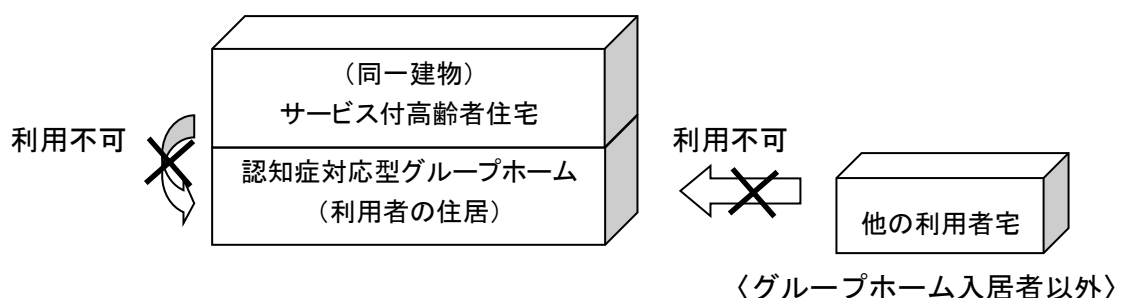 （同一建物）
サービス付高齢者住宅
利用不可
認知症対応型グループホーム
（利用者の住居）
利用不可
他の利用者宅
〈グループホーム入居者以外〉